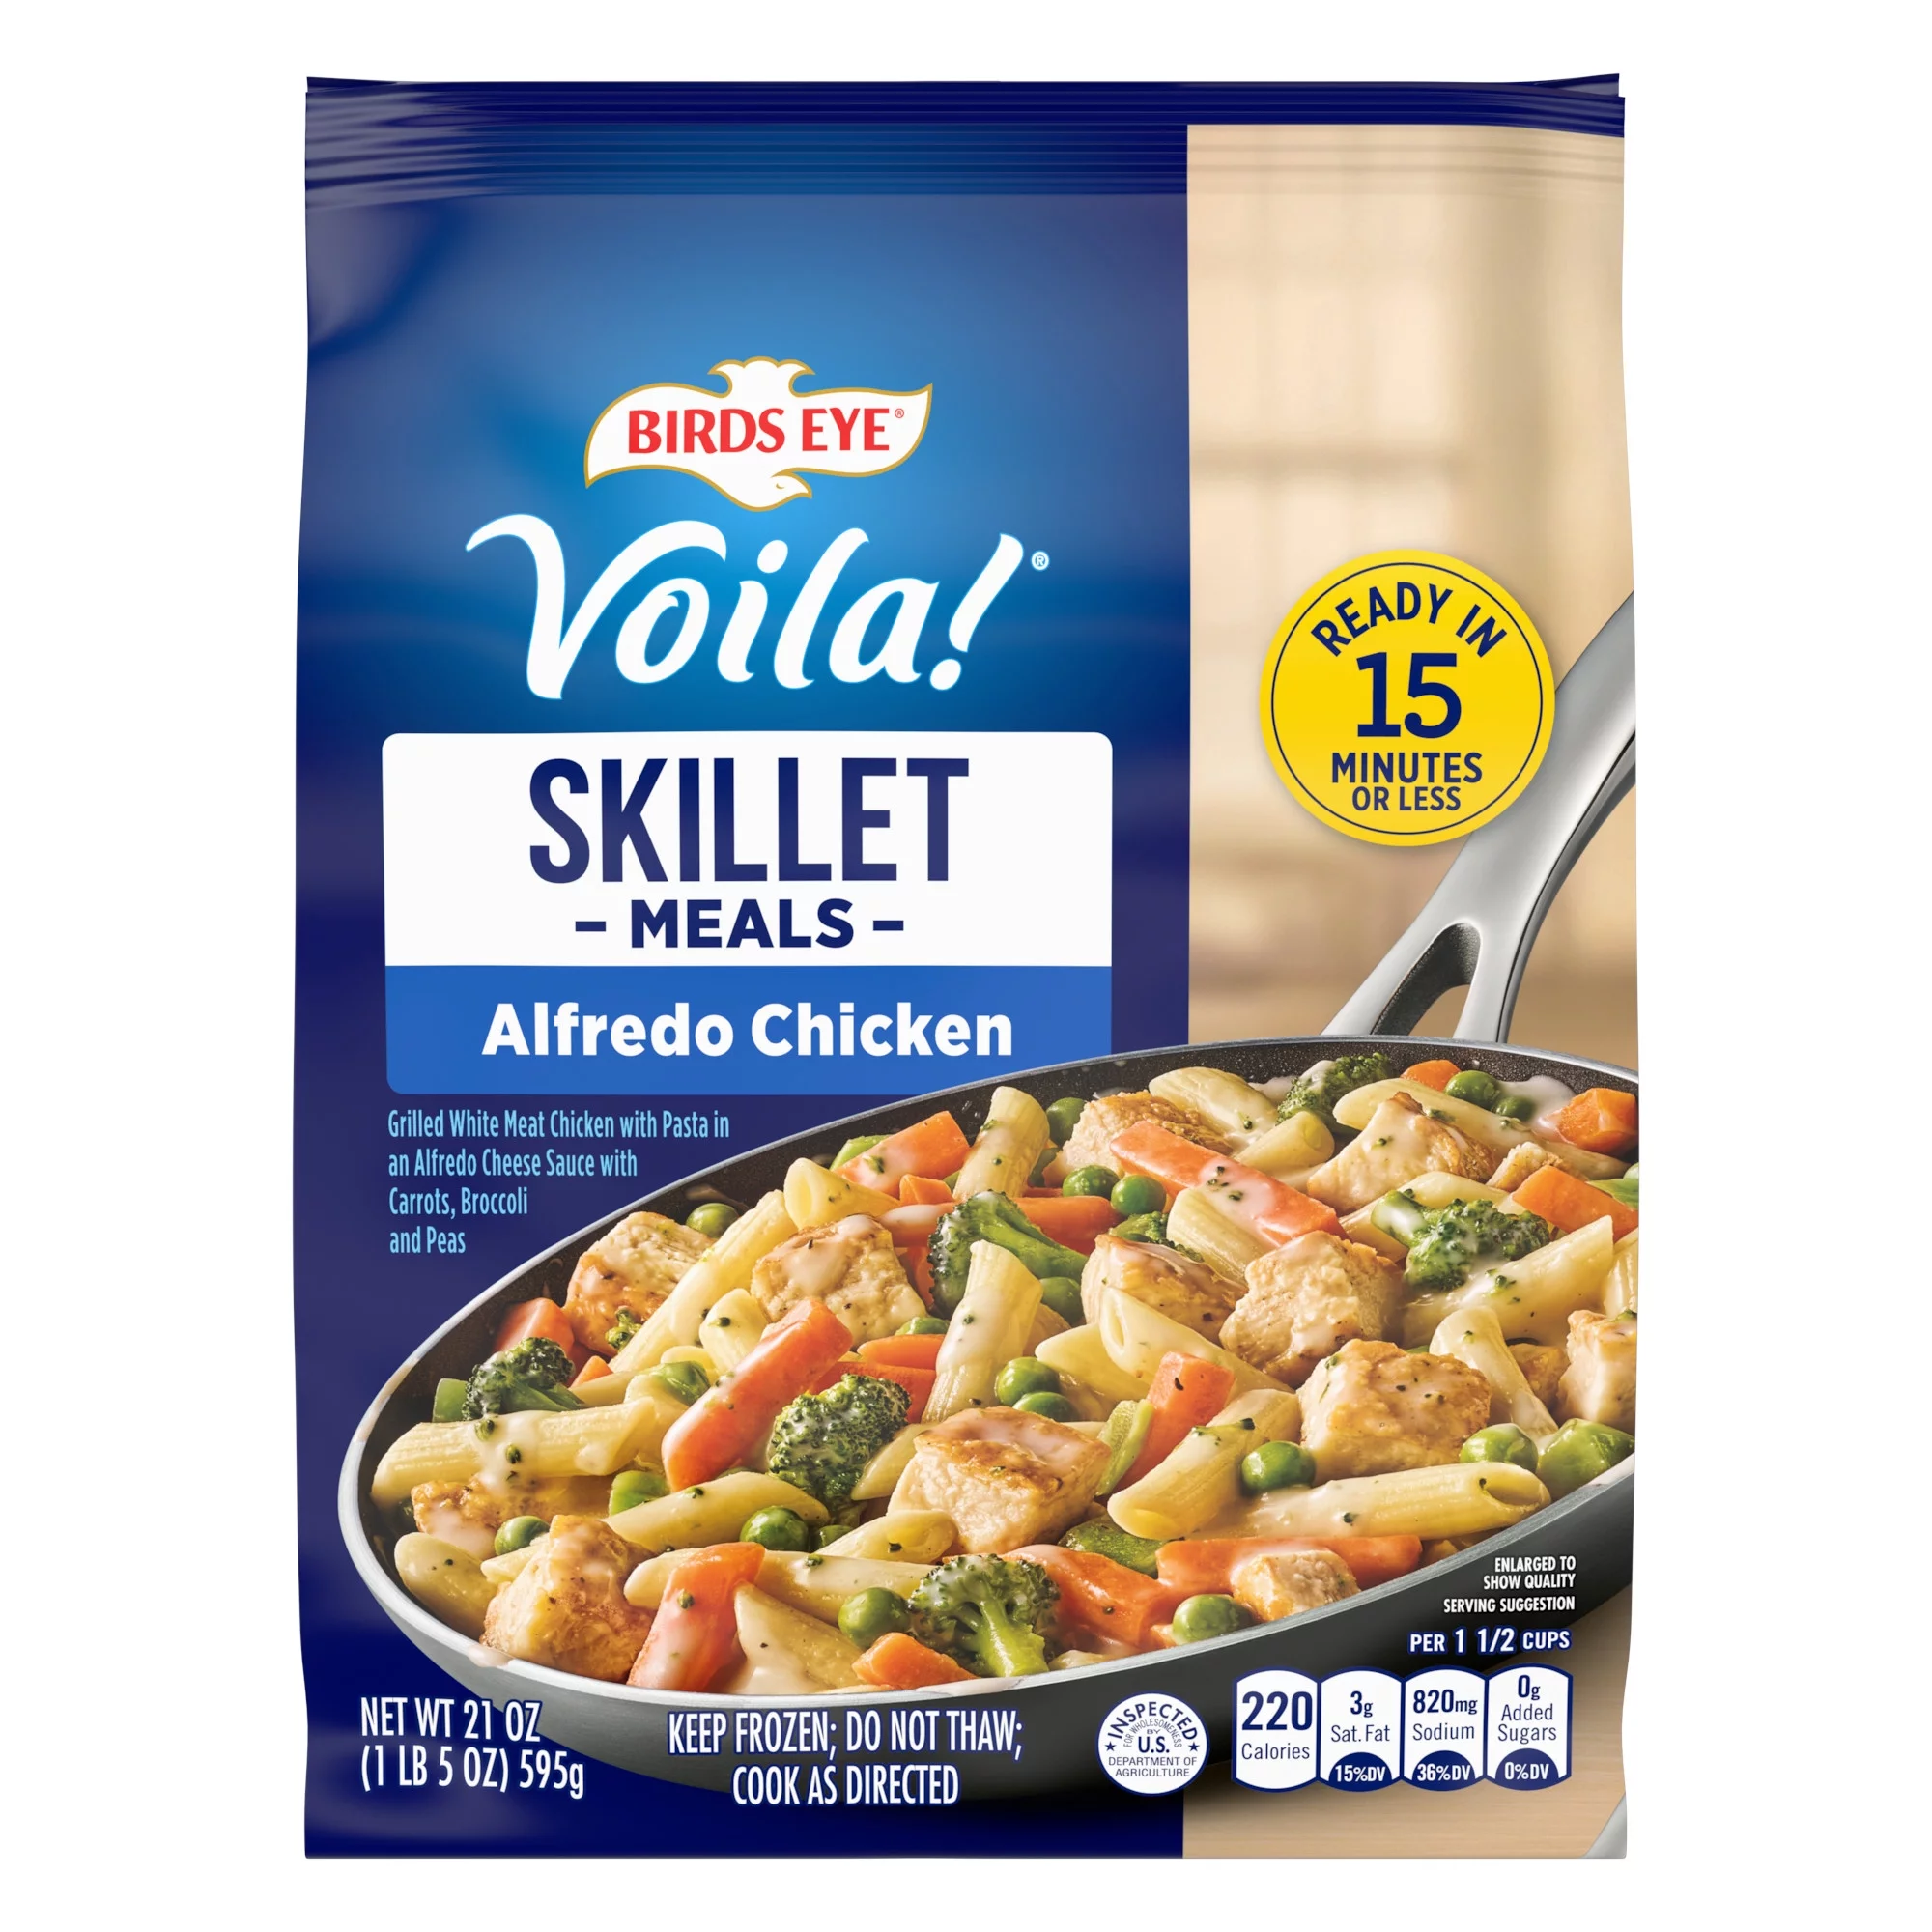 BIRDS EYE®
Voila!®
SKILLET
- MEALS -
Alfredo Chicken
Grilled White Meat Chicken with Pasta in
an Alfredo Cheese Sauce with
Carrots, Broccoli
and Peas
READY IN
15
MINUTES
OR LESS
ENLARGED TO
SHOW QUALITY
SERVING SUGGESTION
PER 1 1/2 CUPS
220
Calories
3g
Sat. Fat
15%DV
820mg
Sodium
36%DV
0g
Added
Sugars
0%DV
INSPECTED
FOR WHOLESOMENESS
BY
U.S.
DEPARTMENT OF
AGRICULTURE
KEEP FROZEN; DO NOT THAW;
COOK AS DIRECTED
NET WT 21 OZ
(1 LB 5 OZ) 595g